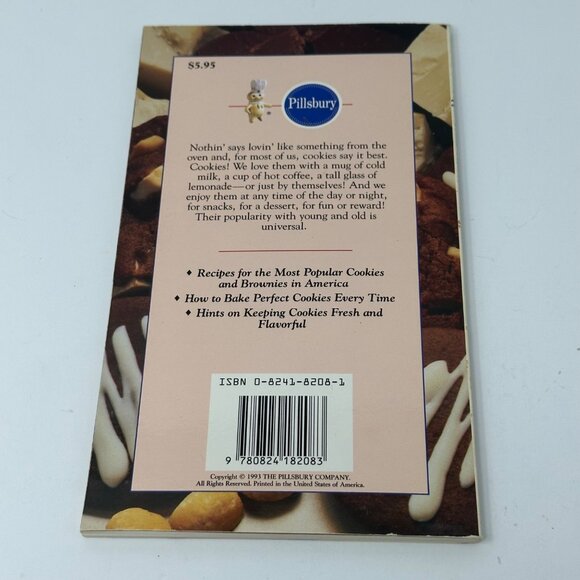 $5.95
Pillsbury
Nothin' says lovin' like something from the
oven and, for most of us, cookies say it best.
Cookies! We love them with a mug of cold
milk, a cup of hot coffee, a tall glass of
lemonade—or just by themselves! And we
enjoy them at any time of the day or night,
for snacks, for a dessert, for fun or reward!
Their popularity with young and old is
universal.
♦ Recipes for the Most Popular Cookies
and Brownies in America
♦ How to Bake Perfect Cookies Every Time
♦ Hints on Keeping Cookies Fresh and
Flavorful
ISBN 0-8241-8208-1
9 780824 182083
Copyright © 1993 THE PILLSBURY COMPANY.
All Rights Reserved. Printed in the United States of America.